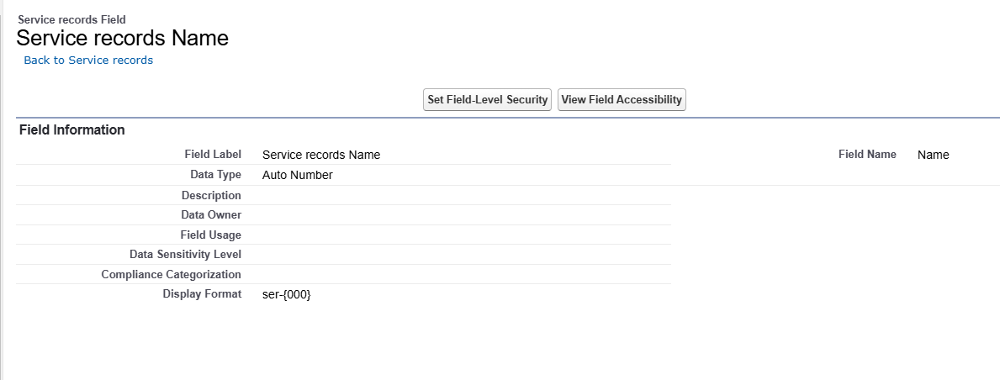 Service records Field
Service records Name
Back to Service records
Set Field-Level Security View Field Accessibility
Field Information
Field Label Service records Name Field Name Name
Data Type Auto Number
Description
Data Owner
Field Usage
Data Sensitivity Level
Compliance Categorization
Display Format ser-{000}